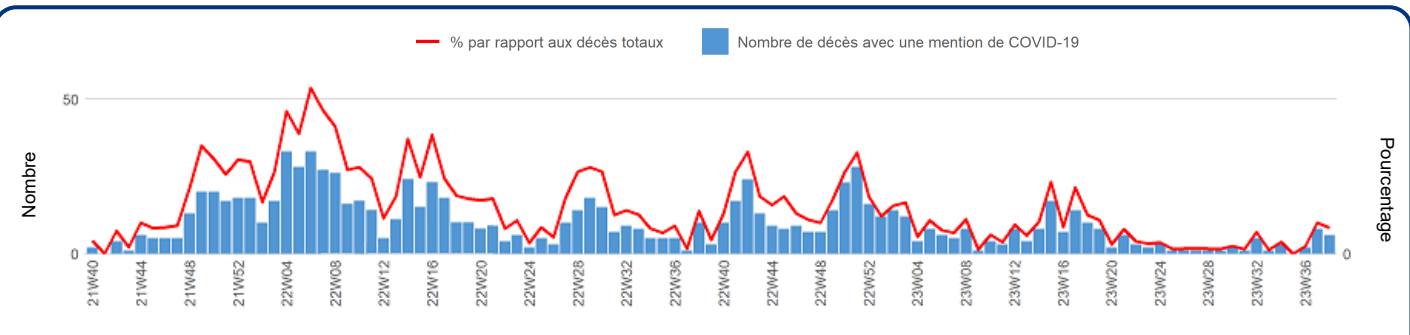 % par rapport aux décès totaux Nombre de décès avec une mention de COVID-19
50
Nombre
Pourcentage
0 0
21W40 21W44 21W48 21W52 22W04 22W08 22W12 22W16 22W20 22W24 22W28 22W32 22W36 22W40 22W44 22W48 22W52 23W04 23W08 23W12 23W16 23W20 23W24 23W28 23W32 23W36